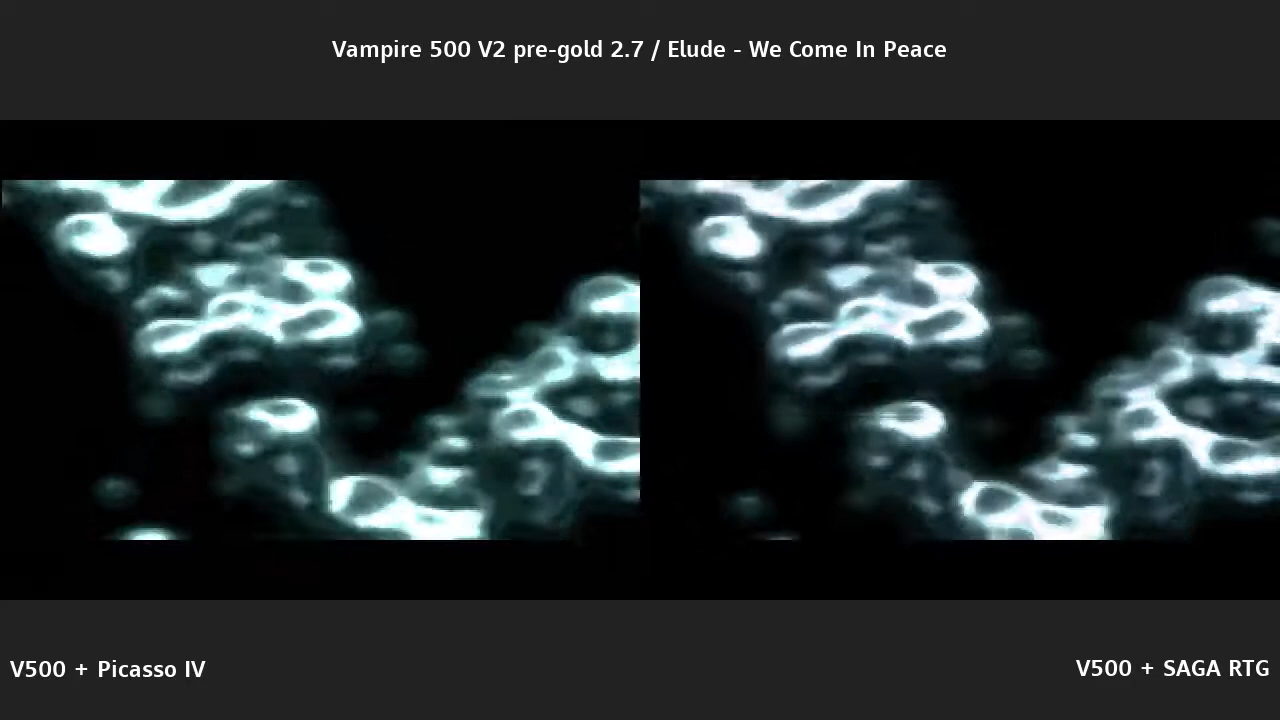 Vampire 500 V2 pre-gold 2.7 / Elude - We Come In Peace
V500 + Picasso IV
V500 + SAGA RTG